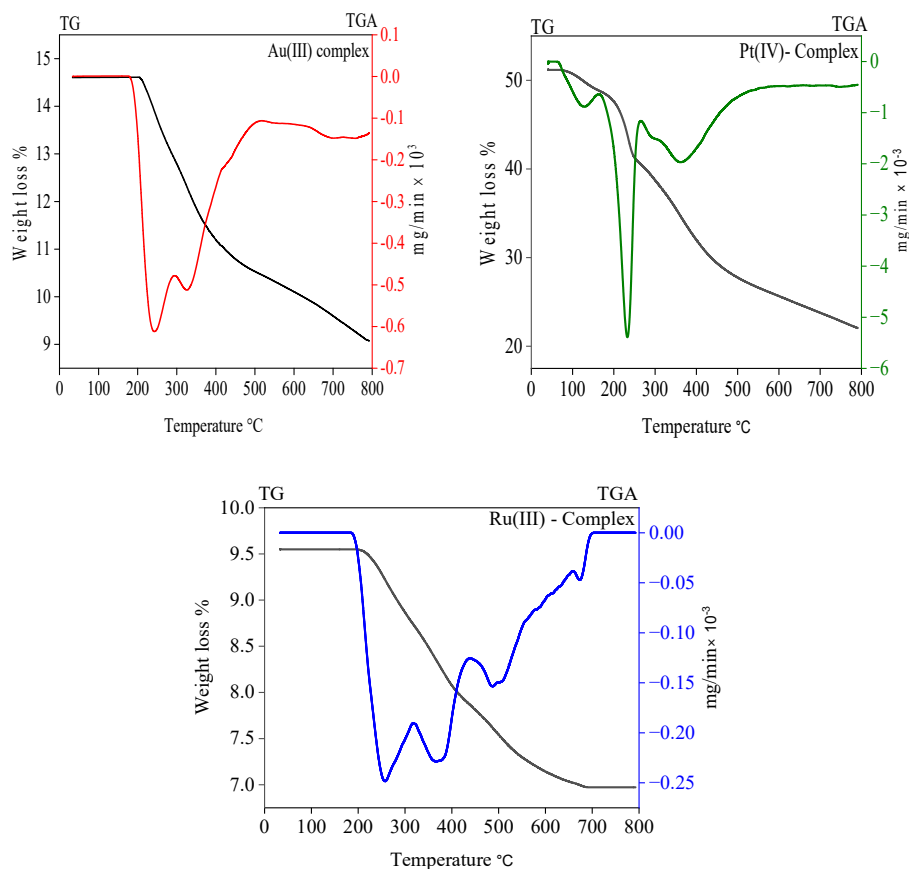 TG TGA
Au(III) complex
15
14
13
12
11
10
9
Weight loss %
0.1
0.0
-0.1
-0.2
-0.3
-0.4
-0.5
-0.6
-0.7
mg/min × 10³
0 100 200 300 400 500 600 700 800
Temperature °C
TG TGA
Pt(IV)- Complex
50
40
30
20
Weight loss %
0
−1
−2
−3
−4
−5
−6
mg/min × 10⁻³
0 100 200 300 400 500 600 700 800
Temperature °C
TG TGA
Ru(III) - Complex
10.0
9.5
9.0
8.5
8.0
7.5
7.0
Weight loss %
0.00
−0.05
−0.10
−0.15
−0.20
−0.25
mg/min× 10⁻³
0 100 200 300 400 500 600 700 800
Temperature °C